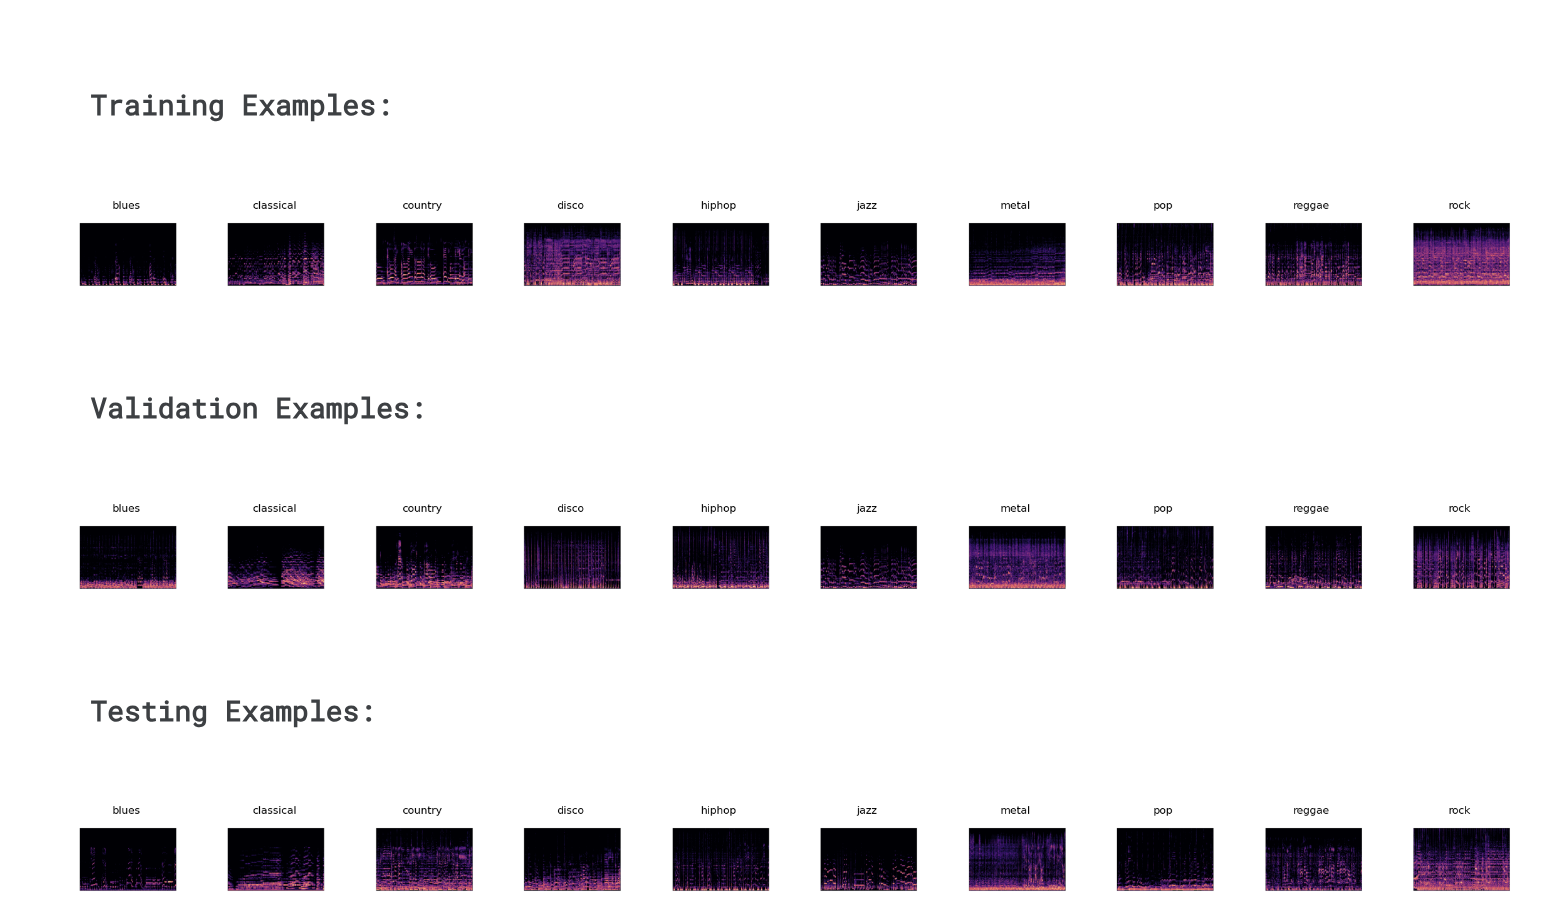 Training Examples:
blues classical country disco hiphop jazz metal pop reggae rock
Validation Examples:
blues classical country disco hiphop jazz metal pop reggae rock
Testing Examples:
blues classical country disco hiphop jazz metal pop reggae rock